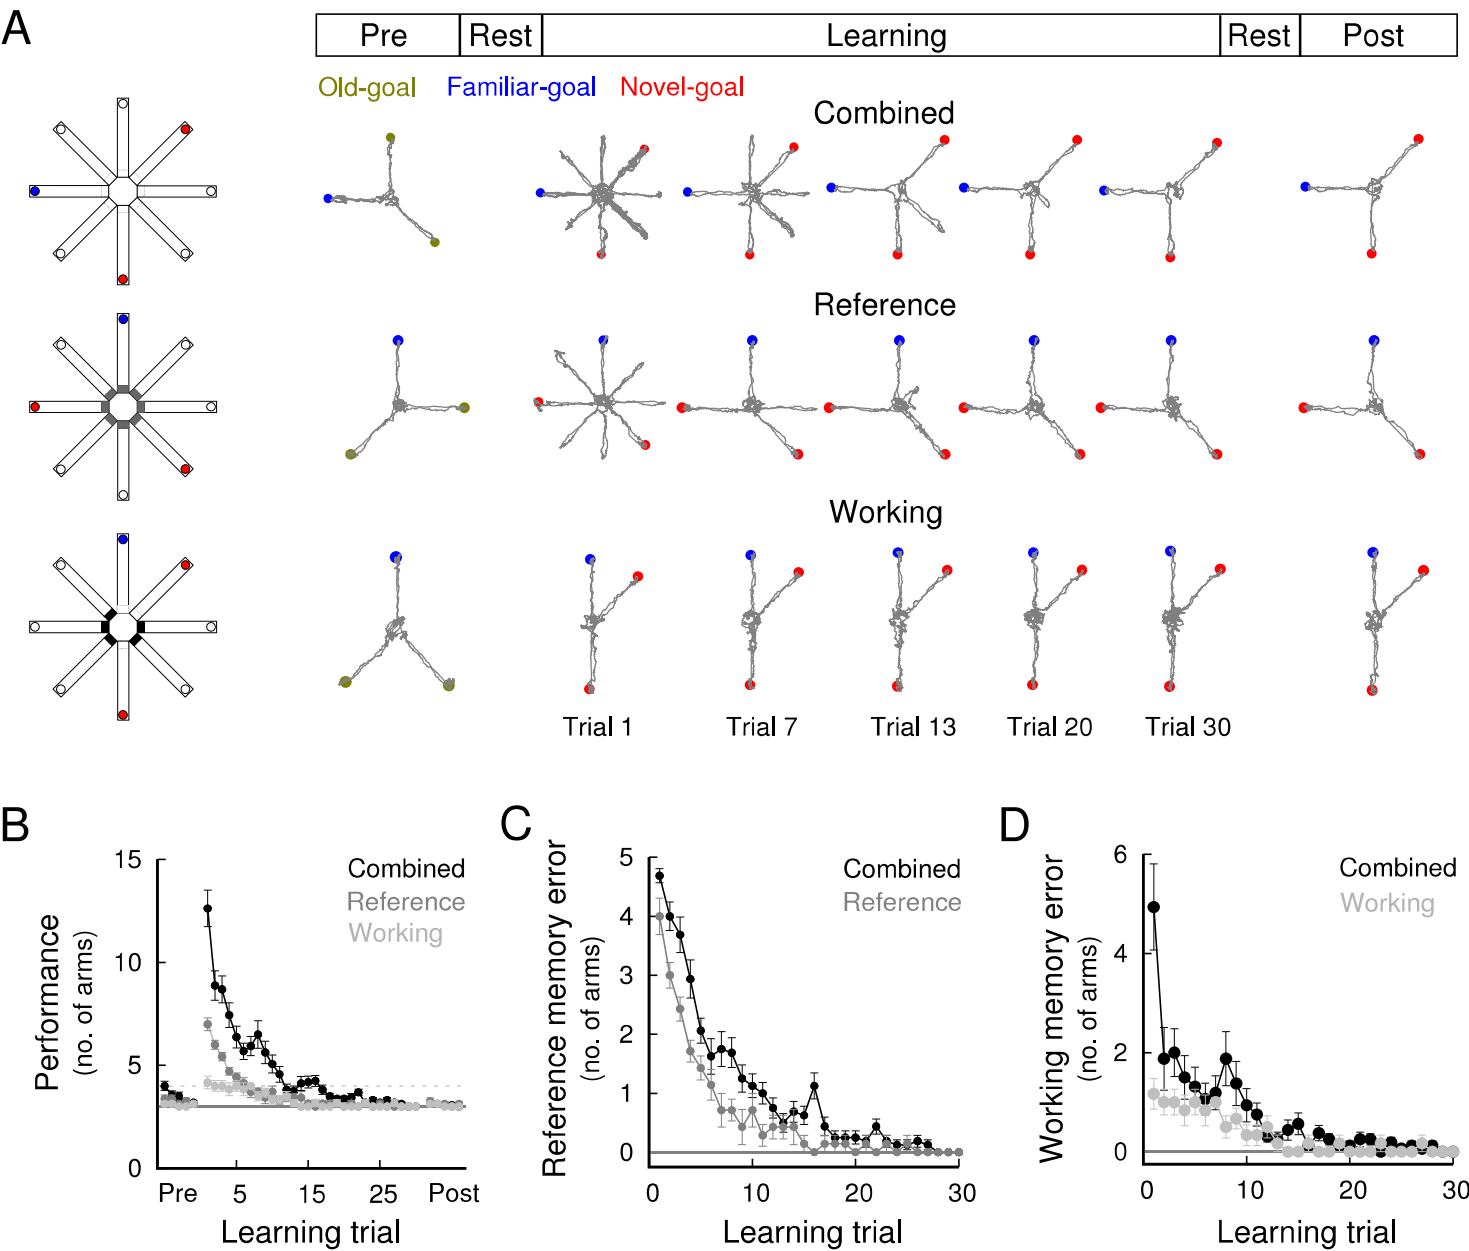 A
Pre Rest Learning Rest Post
Old-goal Familiar-goal Novel-goal
Combined
Reference
Working
Trial 1 Trial 7 Trial 13 Trial 20 Trial 30
B
Performance
(no. of arms)
15
10
5
0
Combined
Reference
Working
Pre 5 15 25 Post
Learning trial
C
Reference memory error
(no. of arms)
5
4
3
2
1
0
Combined
Reference
0 10 20 30
Learning trial
D
Working memory error
(no. of arms)
6
4
2
0
Combined
Working
0 10 20 30
Learning trial